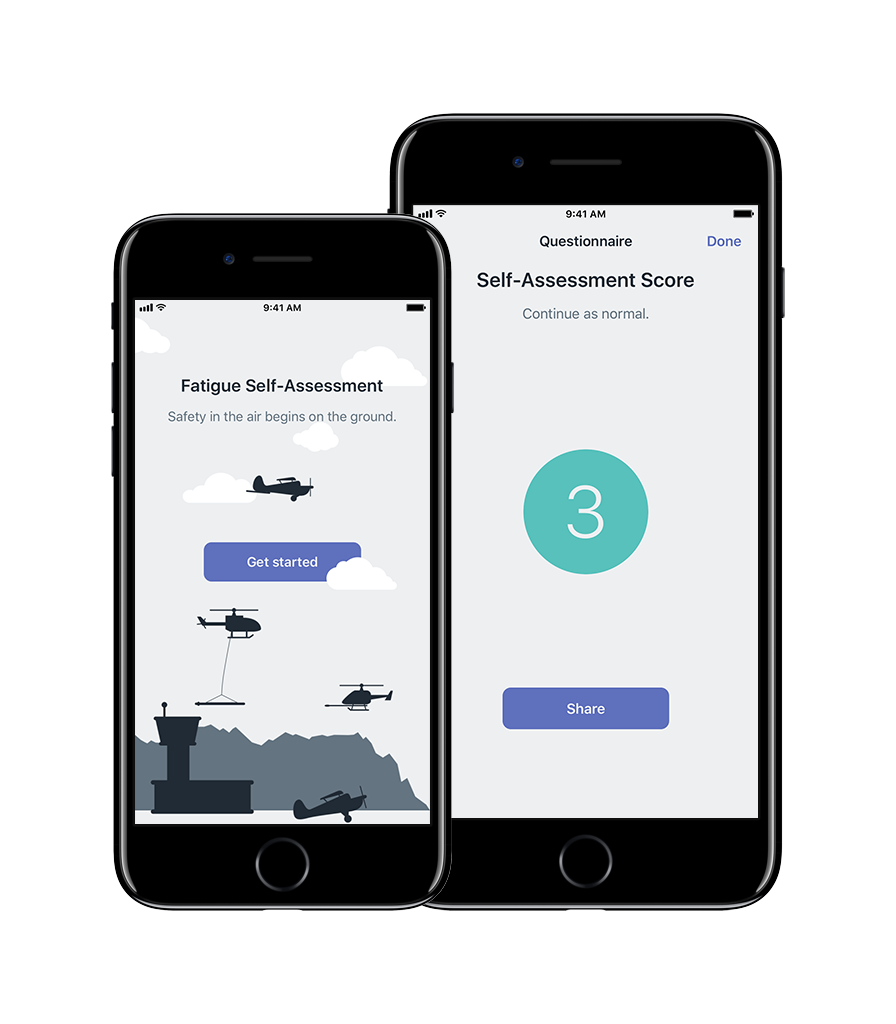 9:41 AM
Fatigue Self-Assessment
Safety in the air begins on the ground.
Get started
9:41 AM
Questionnaire
Done
Self-Assessment Score
Continue as normal.
3
Share